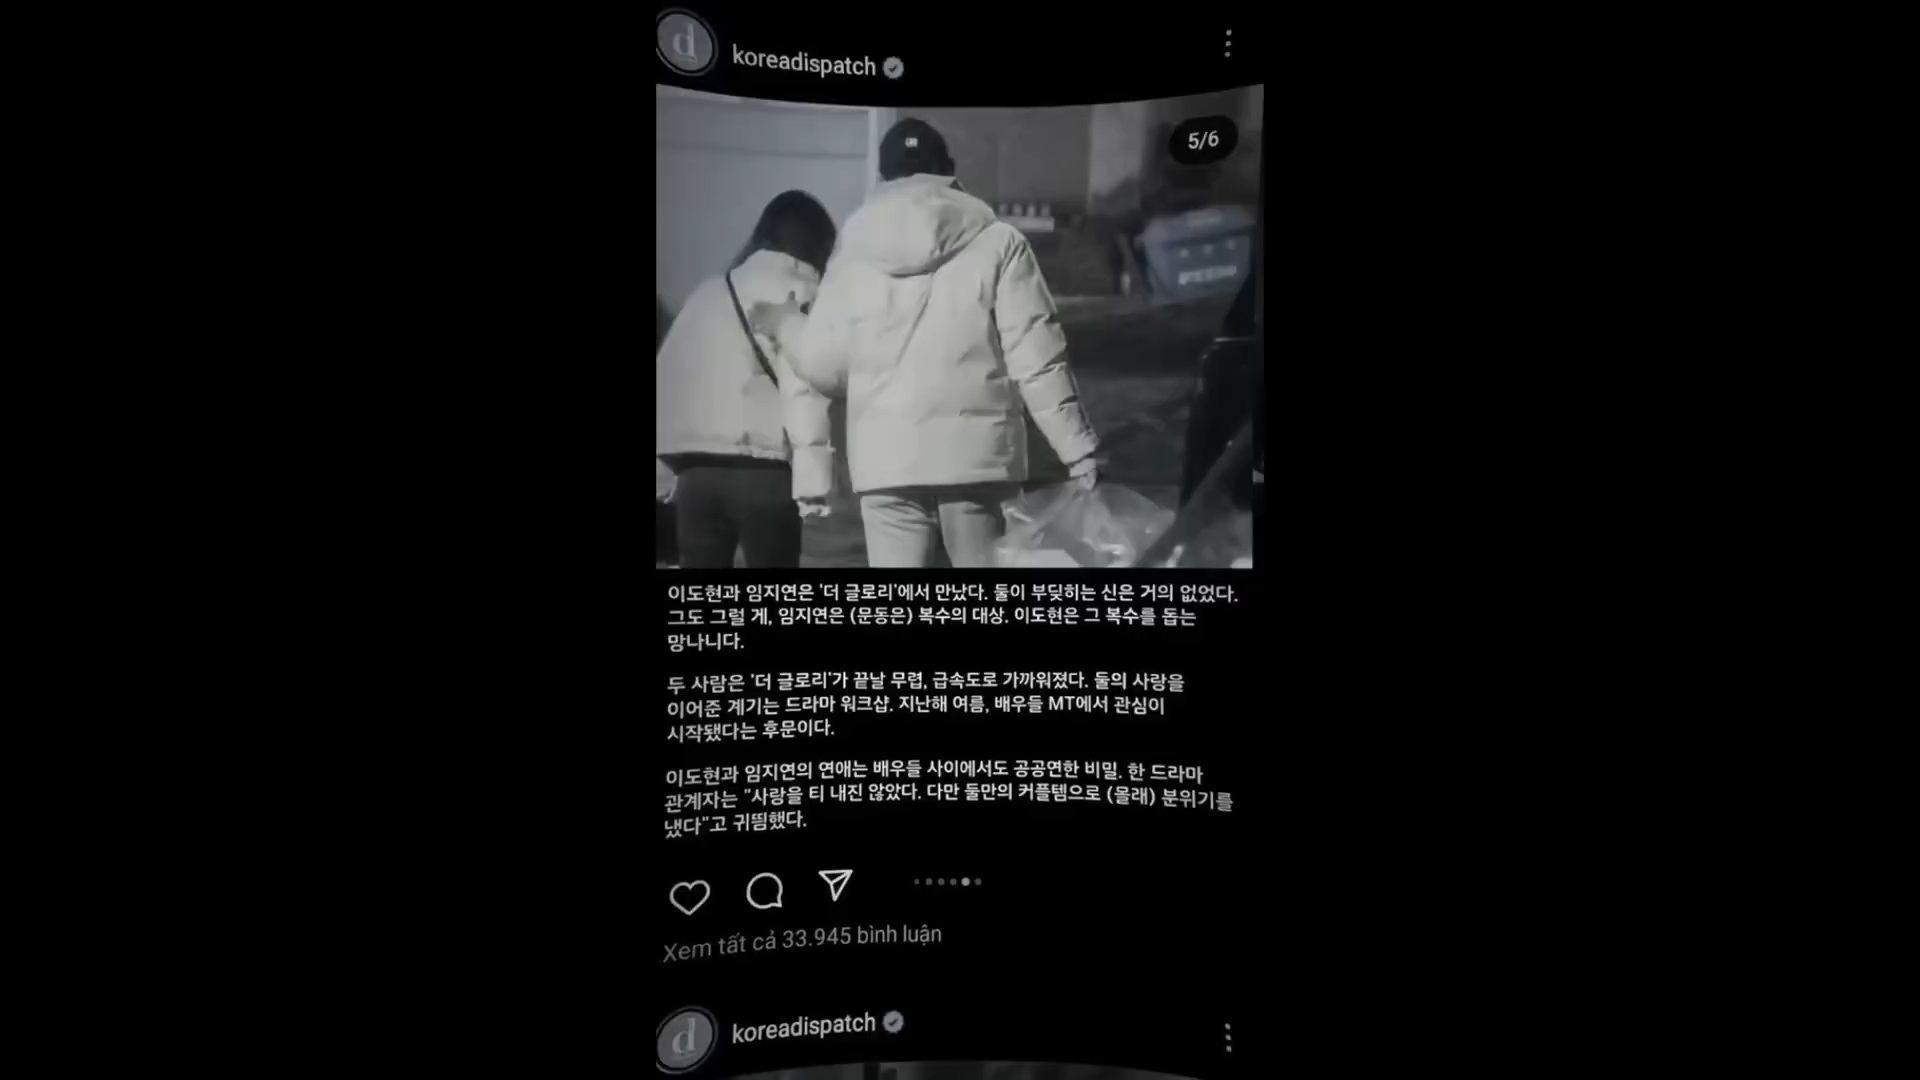 koreadispatch
5/6
이도현과 임지연은 '더 글로리'에서 만났다. 둘이 부딪히는 신은 거의 없었다.
그도 그럴 게, 임지연은 (문동은) 복수의 대상. 이도현은 그 복수를 돕는
망나니다.
두 사람은 '더 글로리'가 끝날 무렵, 급속도로 가까워졌다. 둘의 사랑을
이어준 계기는 드라마 워크샵. 지난해 여름, 배우들 MT에서 관심이
시작됐다는 후문이다.
이도현과 임지연의 연애는 배우들 사이에서도 공공연한 비밀. 한 드라마
관계자는 "사랑을 티 내진 않았다. 다만 둘만의 커플템으로 (몰래) 분위기를
냈다"고 귀띔했다.
Xem tất cả 33.945 bình luận
koreadispatch